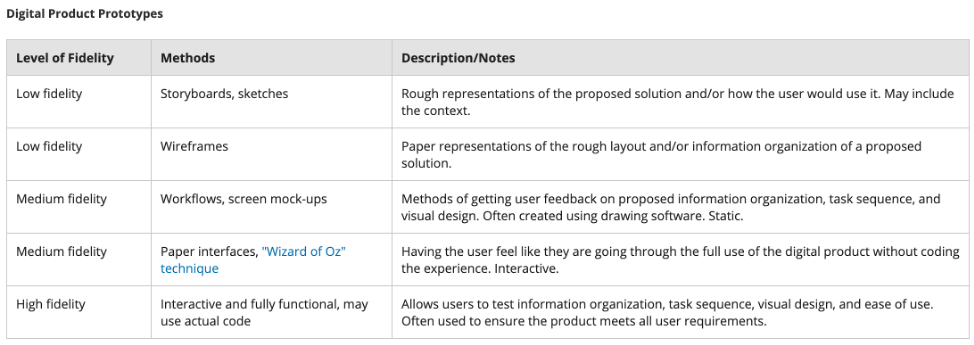 Digital Product Prototypes
Level of Fidelity Methods Description/Notes
Low fidelity Storyboards, sketches Rough representations of the proposed solution and/or how the user would use it. May include
the context.
Low fidelity Wireframes Paper representations of the rough layout and/or information organization of a proposed
solution.
Medium fidelity Workflows, screen mock-ups Methods of getting user feedback on proposed information organization, task sequence, and
visual design. Often created using drawing software. Static.
Medium fidelity Paper interfaces, "Wizard of Oz" Having the user feel like they are going through the full use of the digital product without coding
technique the experience. Interactive.
High fidelity Interactive and fully functional, may Allows users to test information organization, task sequence, visual design, and ease of use.
use actual code Often used to ensure the product meets all user requirements.